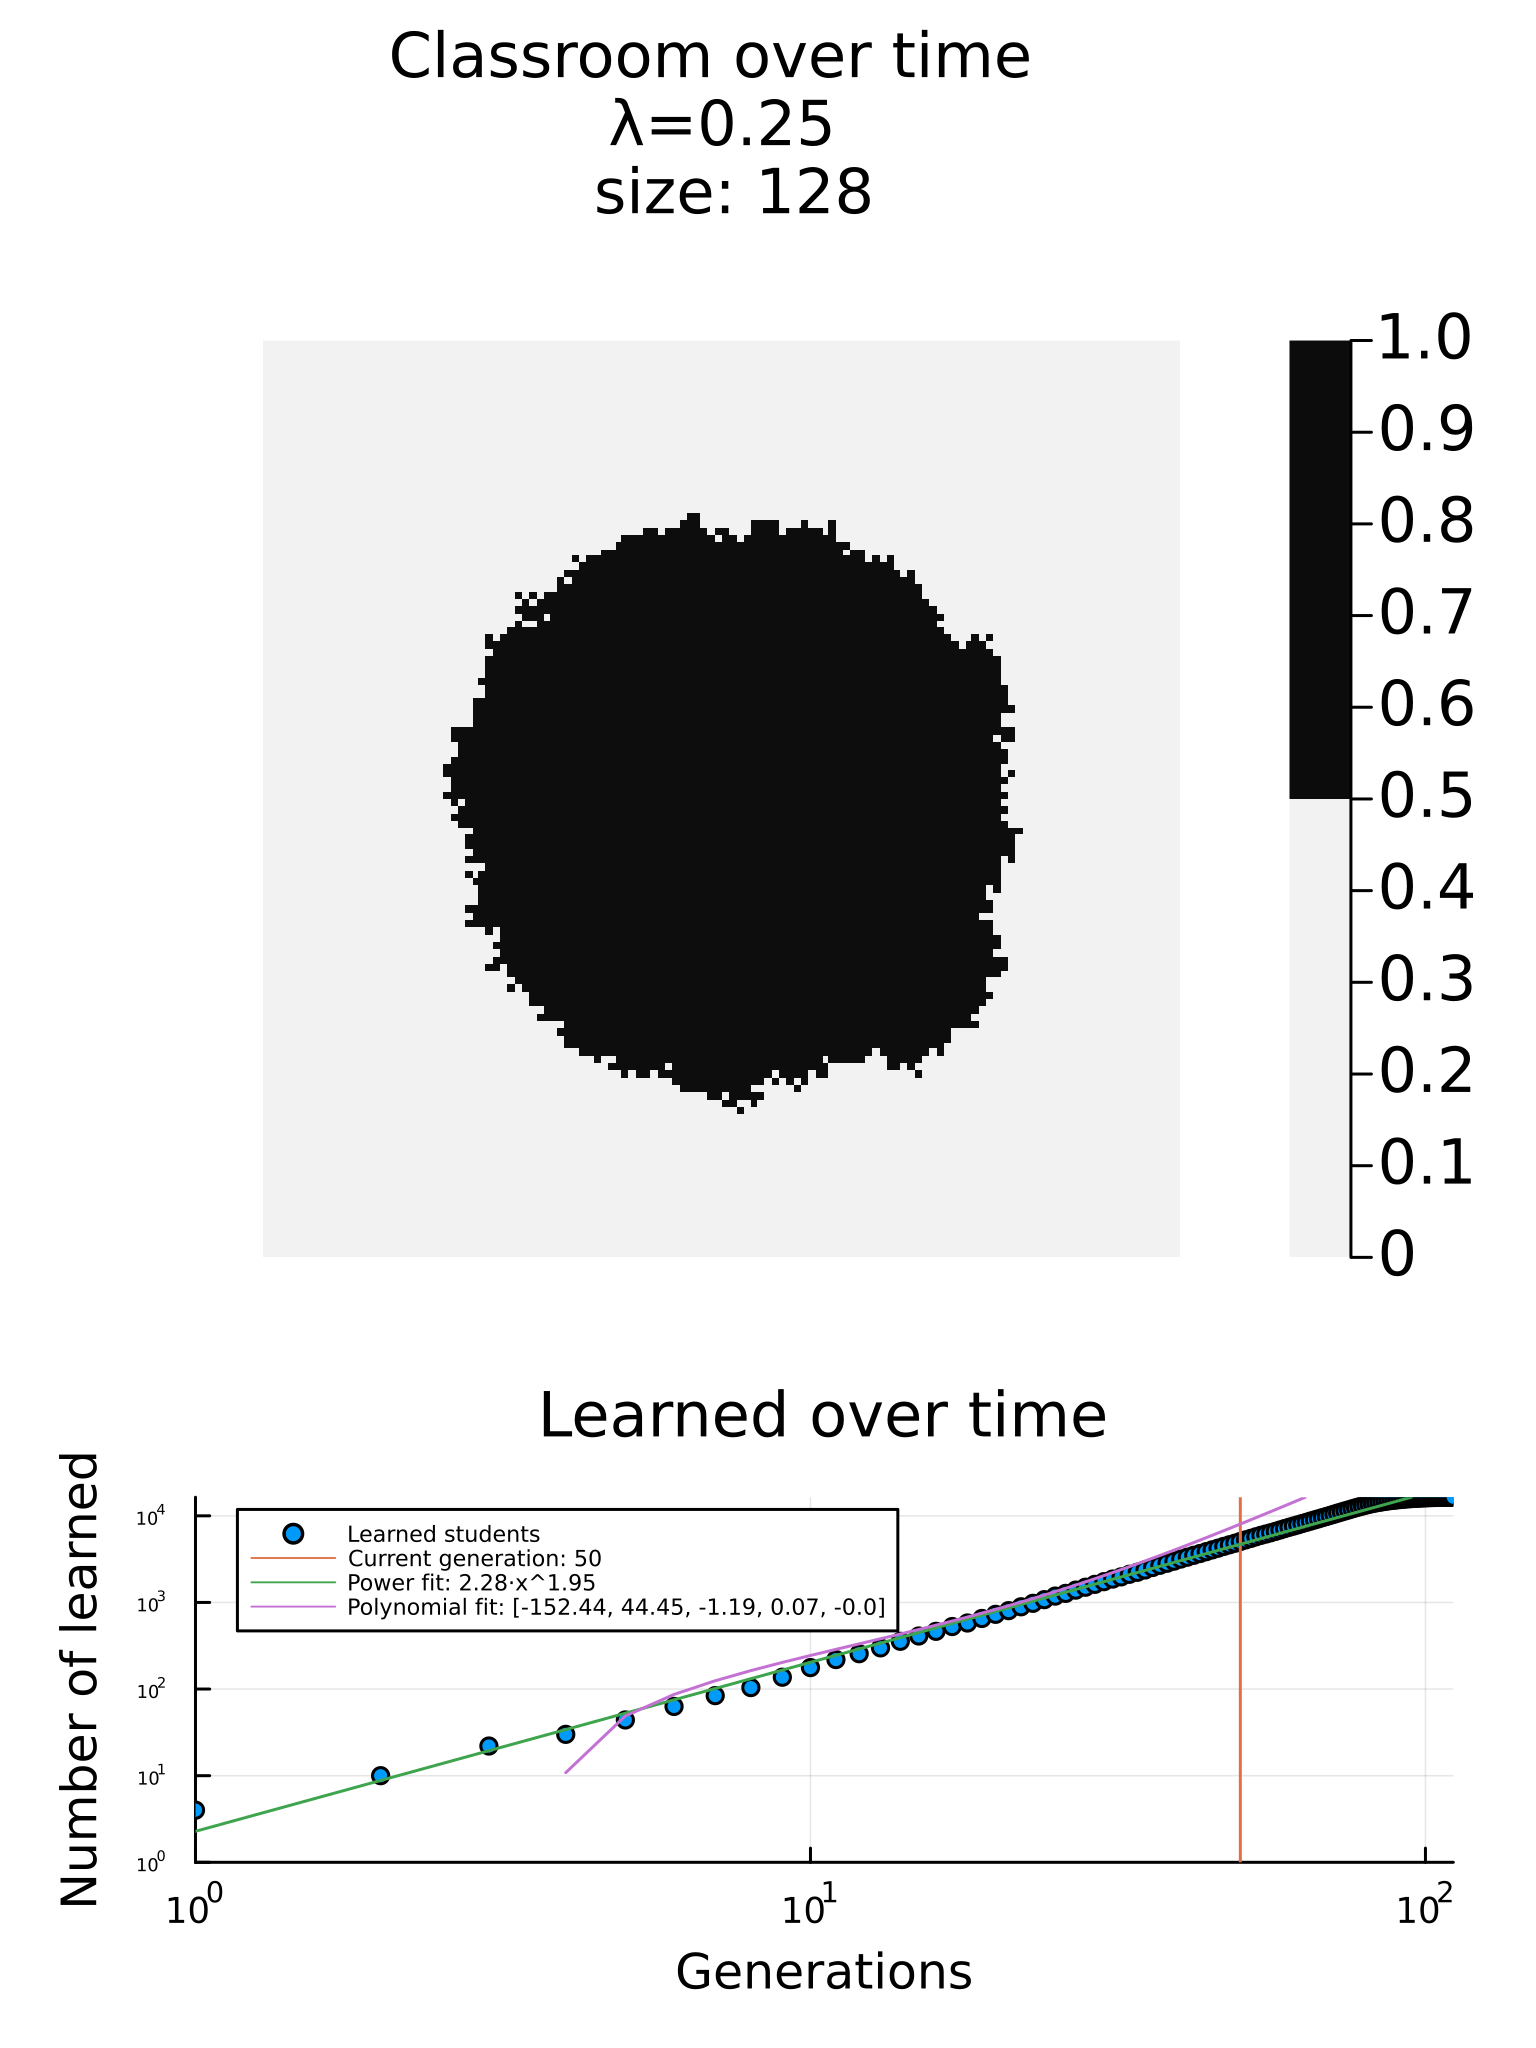 Classroom over time
λ=0.25
size: 128
1.0
0.9
0.8
0.7
0.6
0.5
0.4
0.3
0.2
0.1
0
Learned over time
Number of learned
10^4
10^3
10^2
10^1
10^0
Learned students
Current generation: 50
Power fit: 2.28·x^1.95
Polynomial fit: [-152.44, 44.45, -1.19, 0.07, -0.0]
10^0 10^1 10^2
Generations